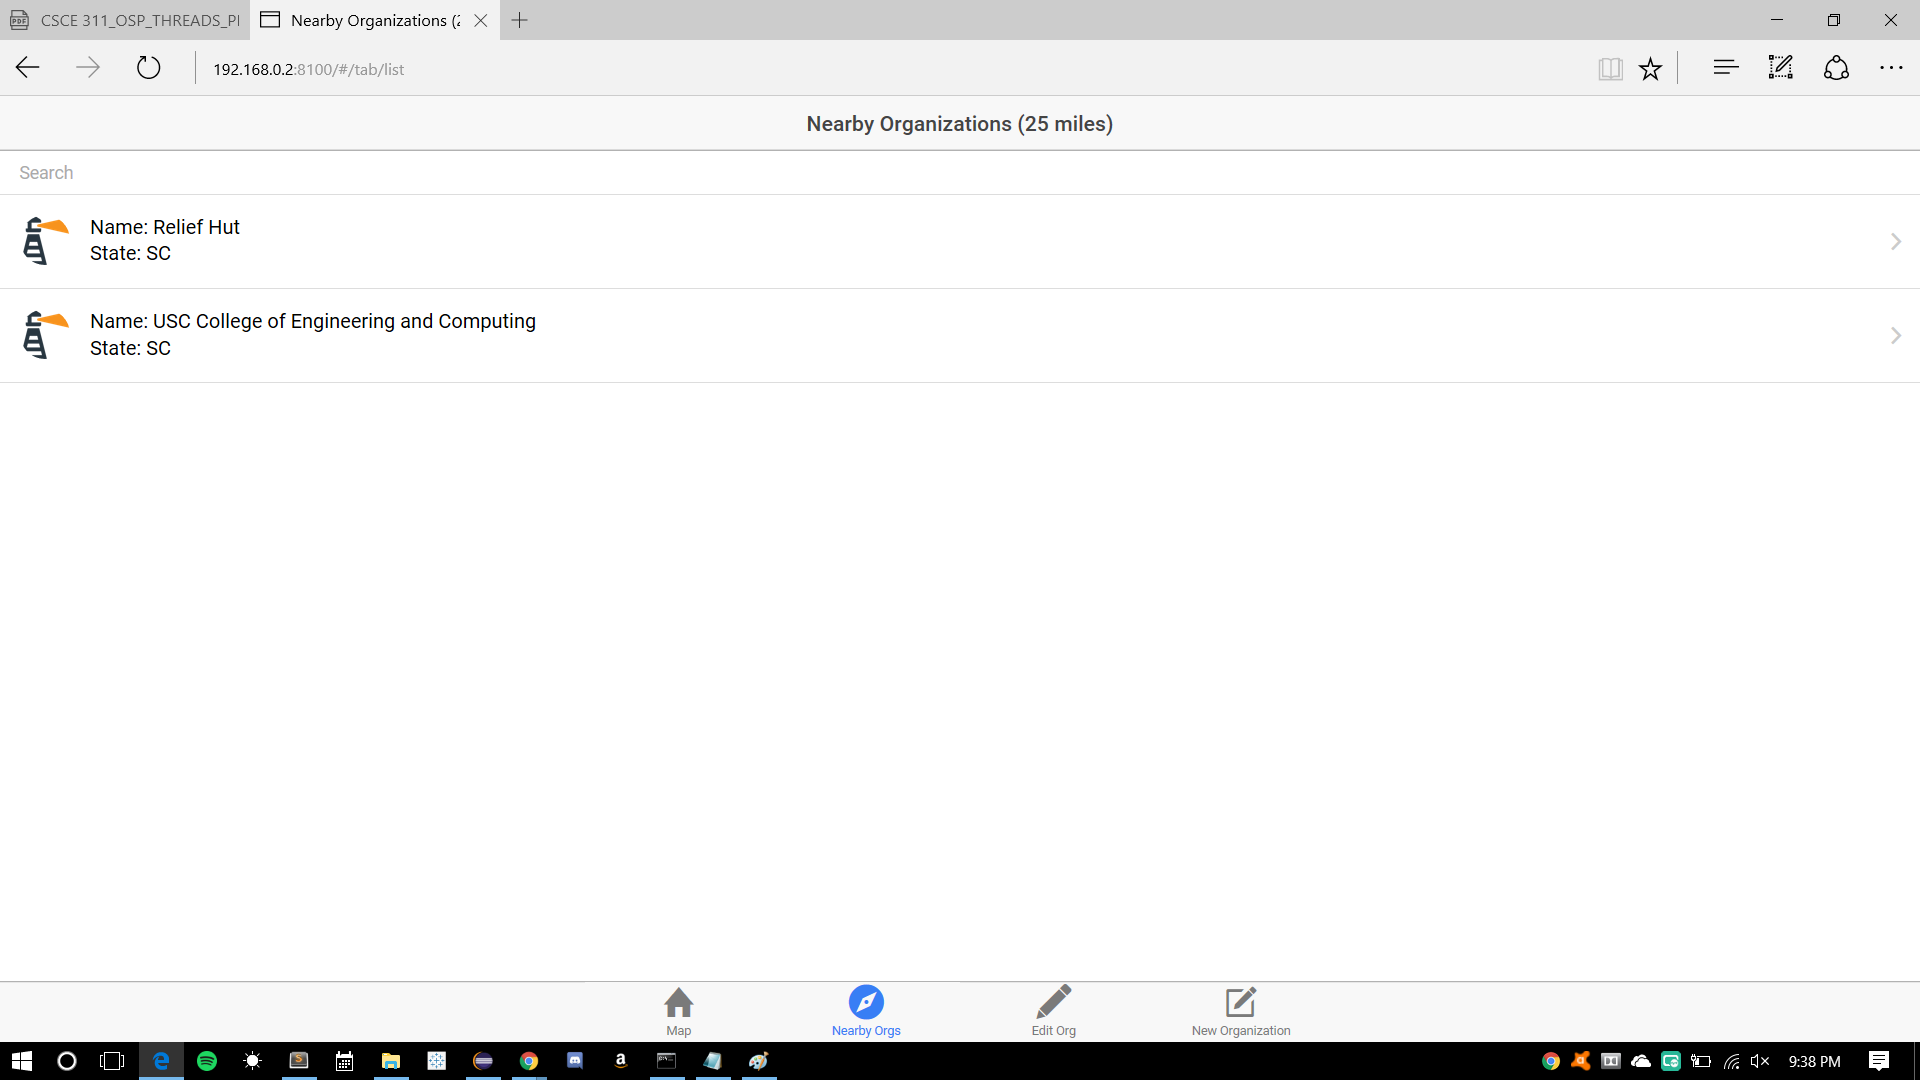 CSCE 311_OSP_THREADS_PI
Nearby Organizations (2
192.168.0.2:8100/#/tab/list
Nearby Organizations (25 miles)
Search
Name: Relief Hut
State: SC
Name: USC College of Engineering and Computing
State: SC
Map
Nearby Orgs
Edit Org
New Organization
9:38 PM